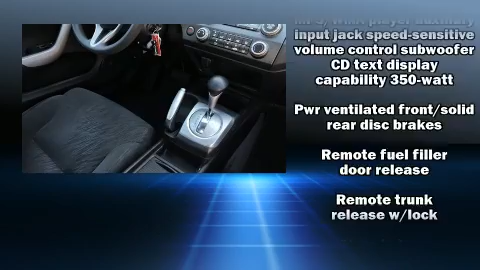 input jack speed-sensitive
volume control subwoofer
CD text display
capability 350-watt
Pwr ventilated front/solid
rear disc brakes
Remote fuel filler
door release
Remote trunk
release w/lock